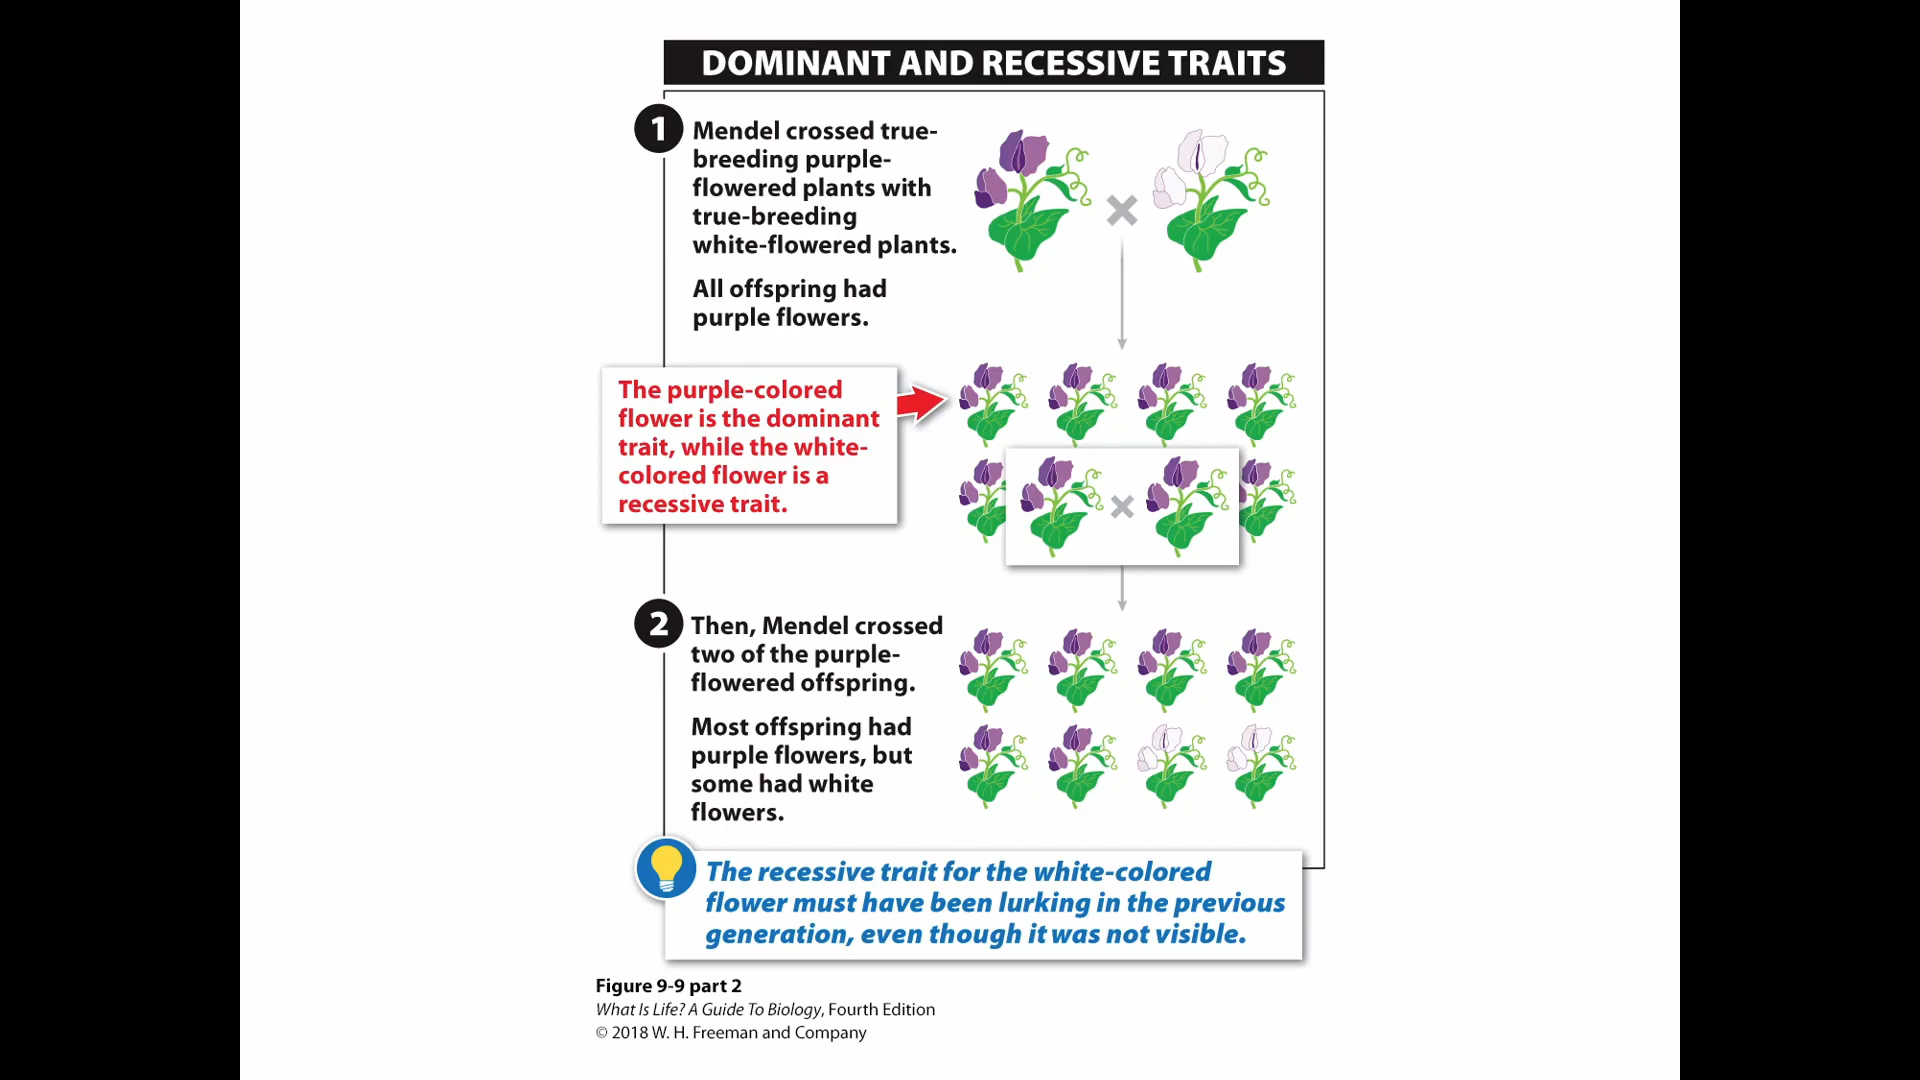 DOMINANT AND RECESSIVE TRAITS
1
Mendel crossed true-
breeding purple-
flowered plants with
true-breeding
white-flowered plants.
All offspring had
purple flowers.
The purple-colored
flower is the dominant
trait, while the white-
colored flower is a
recessive trait.
2
Then, Mendel crossed
two of the purple-
flowered offspring.
Most offspring had
purple flowers, but
some had white
flowers.
The recessive trait for the white-colored
flower must have been lurking in the previous
generation, even though it was not visible.
Figure 9-9 part 2
What Is Life? A Guide To Biology, Fourth Edition
© 2018 W. H. Freeman and Company